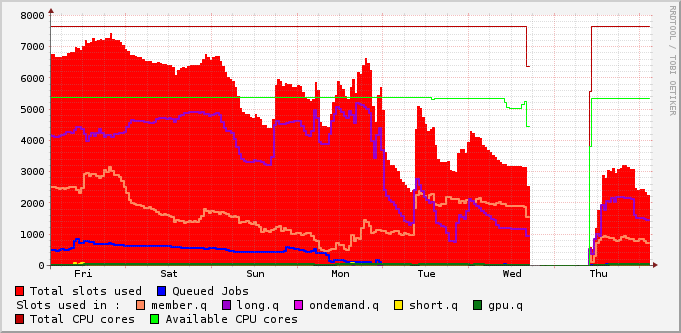 RRDTOOL / TOBI OETIKER
8000
7000
6000
5000
4000
3000
2000
1000
0
Fri Sat Sun Mon Tue Wed Thu
Total slots used Queued Jobs
Slots used in : member.q long.q ondemand.q short.q gpu.q
Total CPU cores Available CPU cores